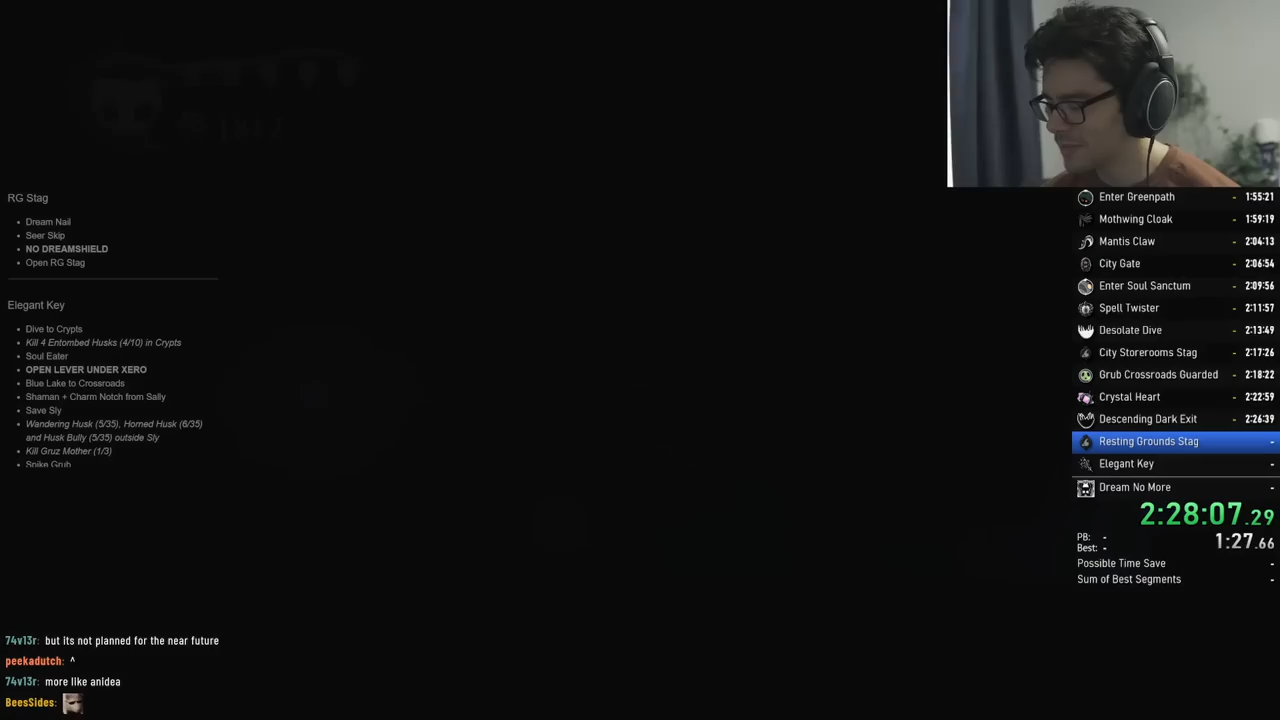 RG Stag
Dream Nail
Seer Skip
NO DREAMSHIELD
Open RG Stag
Elegant Key
Dive to Crypts
Kill 4 Entombed Husks (4/10) in Crypts
Soul Eater
OPEN LEVER UNDER XERO
Blue Lake to Crossroads
Shaman + Charm Notch from Sally
Save Sly
Wandering Husk (5/35), Horned Husk (6/35)
and Husk Bully (5/35) outside Sly
Kill Gruz Mother (1/3)
Spike Grub
Enter Greenpath - 1:55:21
Mothwing Cloak - 1:59:19
Mantis Claw - 2:04:13
City Gate - 2:06:54
Enter Soul Sanctum - 2:09:56
Spell Twister - 2:11:57
Desolate Dive - 2:13:49
City Storerooms Stag - 2:17:26
Grub Crossroads Guarded - 2:18:22
Crystal Heart - 2:22:59
Descending Dark Exit - 2:26:39
Resting Grounds Stag -
Elegant Key -
Dream No More -
2:28:07.29
PB: -
Best: -
1:27.66
Possible Time Save -
Sum of Best Segments -
74v13r: but its not planned for the near future
peekadutch: ^
74v13r: more like anidea
BeesSides: